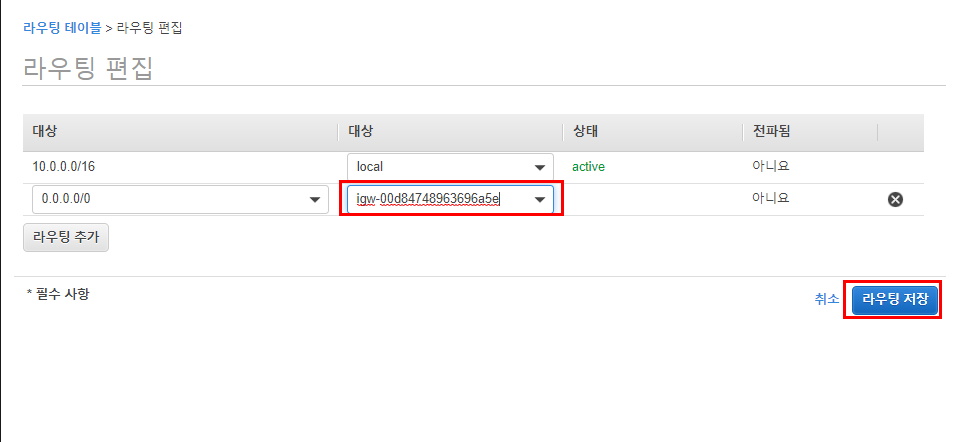 라우팅 테이블 > 라우팅 편집
라우팅 편집
대상 대상 상태 전파됨
10.0.0.0/16 local active 아니요
0.0.0.0/0 igw-00d84748963696a5e 아니요
라우팅 추가
* 필수 사항 취소 라우팅 저장